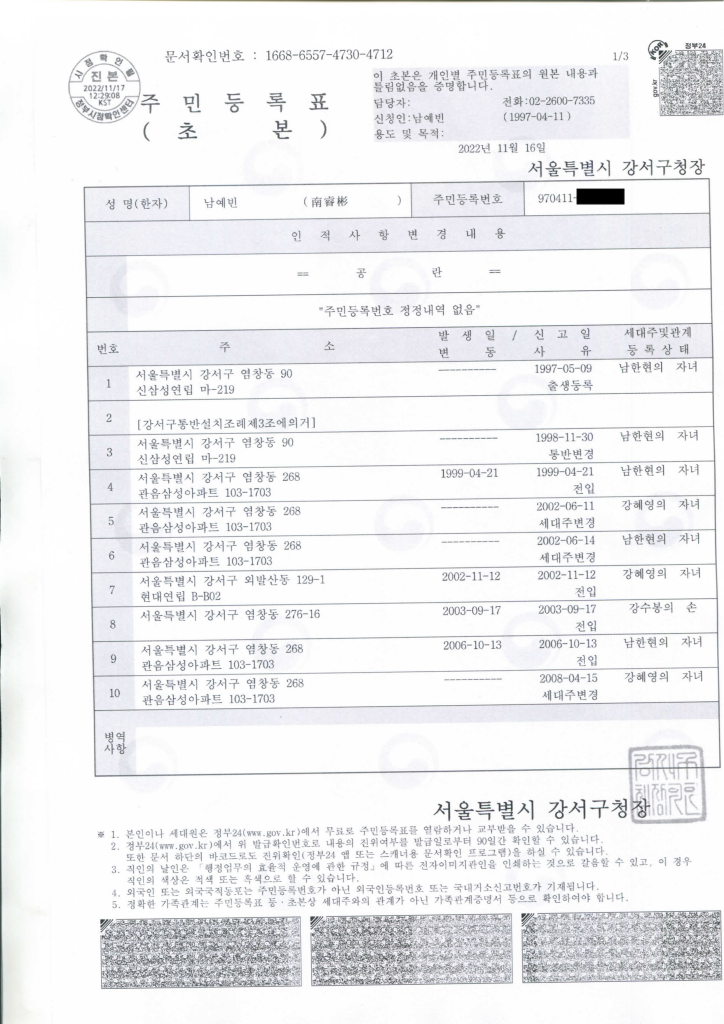 문서확인번호 : 1668-6557-4730-4712
1/3
정부24
gov.kr
시점확인필
진본
2022/11/17
12:29:08
KST
정부시점확인센터
주 민 등 록 표
( 초 본 )
이 초본은 개인별 주민등록표의 원본 내용과
틀림없음을 증명합니다.
담당자: 전화:02-2600-7335
신청인:남예빈 (1997-04-11)
용도 및 목적:
2022년 11월 16일
서울특별시 강서구청장
성 명(한자) 남예빈 (南睿彬 ) 주민등록번호 970411-
인 적 사 항 변 경 내 용
== 공 란 ==
"주민등록번호 정정내역 없음"
번호 주 소 발 생 일 / 신 고 일 세대주및관계
변 동 사 유 등 록 상 태
1 서울특별시 강서구 염창동 90 ---------- 1997-05-09 남한현의 자녀
신삼성연립 마-219 출생등록
2
[강서구통반설치조례제3조에의기]
3 서울특별시 강서구 염창동 90 ---------- 1998-11-30 남한현의 자녀
신삼성연립 마-219 통반변경
4 서울특별시 강서구 염창동 268 1999-04-21 1999-04-21 남한현의 자녀
관음삼성아파트 103-1703 전입
5 서울특별시 강서구 염창동 268 ---------- 2002-06-11 강혜영의 자녀
관음삼성아파트 103-1703 세대주변경
6 서울특별시 강서구 염창동 268 ---------- 2002-06-14 남한현의 자녀
관음삼성아파트 103-1703 세대주변경
7 서울특별시 강서구 외발산동 129-1 2002-11-12 2002-11-12 강혜영의 자녀
현대연립 B-B02 전입
8 서울특별시 강서구 염창동 276-16 2003-09-17 2003-09-17 강수봉의 손
전입
9 서울특별시 강서구 염창동 268 2006-10-13 2006-10-13 남한현의 자녀
관음삼성아파트 103-1703 전입
10 서울특별시 강서구 염창동 268 ---------- 2008-04-15 강혜영의 자녀
관음삼성아파트 103-1703 세대주변경
병역
사항
서울특별시 강서구청장
※ 1. 본인이나 세대원은 정부24(www.gov.kr)에서 무료로 주민등록표를 열람하거나 교부받을 수 있습니다.
2. 정부24(www.gov.kr)에서 위 발급확인번호로 내용의 진위여부를 발급일로부터 90일간 확인할 수 있습니다.
또한 문서 하단의 바코드로도 진위확인(정부24 앱 또는 스캐너용 문서확인 프로그램)을 하실 수 있습니다.
3. 직인의 날인은 「행정업무의 효율적 운영에 관한 규정」에 따른 전자이미지관인을 인쇄하는 것으로 갈음할 수 있고, 이 경우
직인의 색상은 적색 또는 흑색으로 할 수 있습니다.
4. 외국인 또는 외국국적동포는 주민등록번호가 아닌 외국인등록번호 또는 국내거소신고번호가 기재됩니다.
5. 정확한 가족관계는 주민등록표 등·초본상 세대주와의 관계가 아닌 가족관계증명서 등으로 확인하여야 합니다.